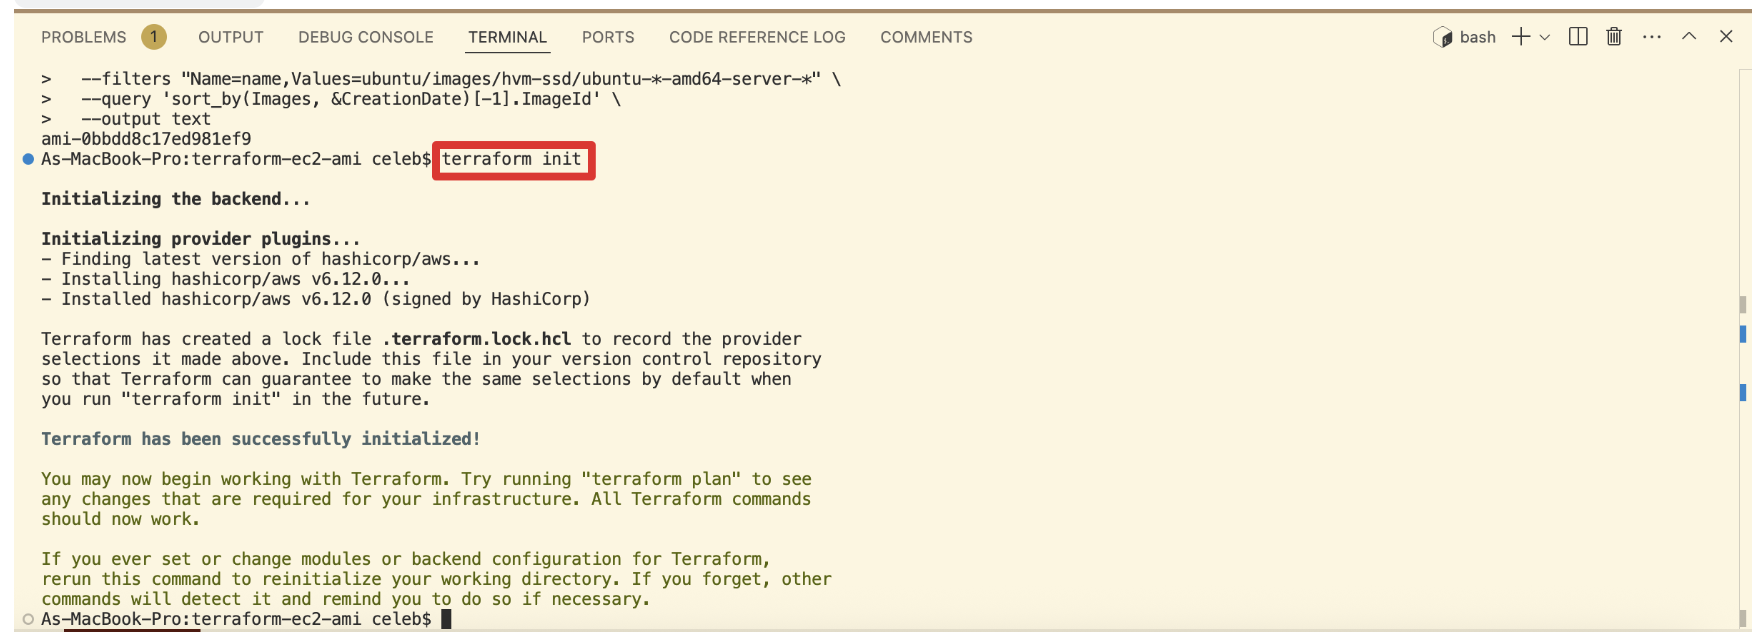 PROBLEMS 1 OUTPUT DEBUG CONSOLE TERMINAL PORTS CODE REFERENCE LOG COMMENTS bash
>   --filters "Name=name,Values=ubuntu/images/hvm-ssd/ubuntu-*-amd64-server-*" \
>   --query 'sort_by(Images, &CreationDate)[-1].ImageId' \
>   --output text
ami-0bbdd8c17ed981ef9
As-MacBook-Pro:terraform-ec2-ami celeb$ terraform init
Initializing the backend...
Initializing provider plugins...
- Finding latest version of hashicorp/aws...
- Installing hashicorp/aws v6.12.0...
- Installed hashicorp/aws v6.12.0 (signed by HashiCorp)
Terraform has created a lock file .terraform.lock.hcl to record the provider
selections it made above. Include this file in your version control repository
so that Terraform can guarantee to make the same selections by default when
you run "terraform init" in the future.
Terraform has been successfully initialized!
You may now begin working with Terraform. Try running "terraform plan" to see
any changes that are required for your infrastructure. All Terraform commands
should now work.
If you ever set or change modules or backend configuration for Terraform,
rerun this command to reinitialize your working directory. If you forget, other
commands will detect it and remind you to do so if necessary.
As-MacBook-Pro:terraform-ec2-ami celeb$